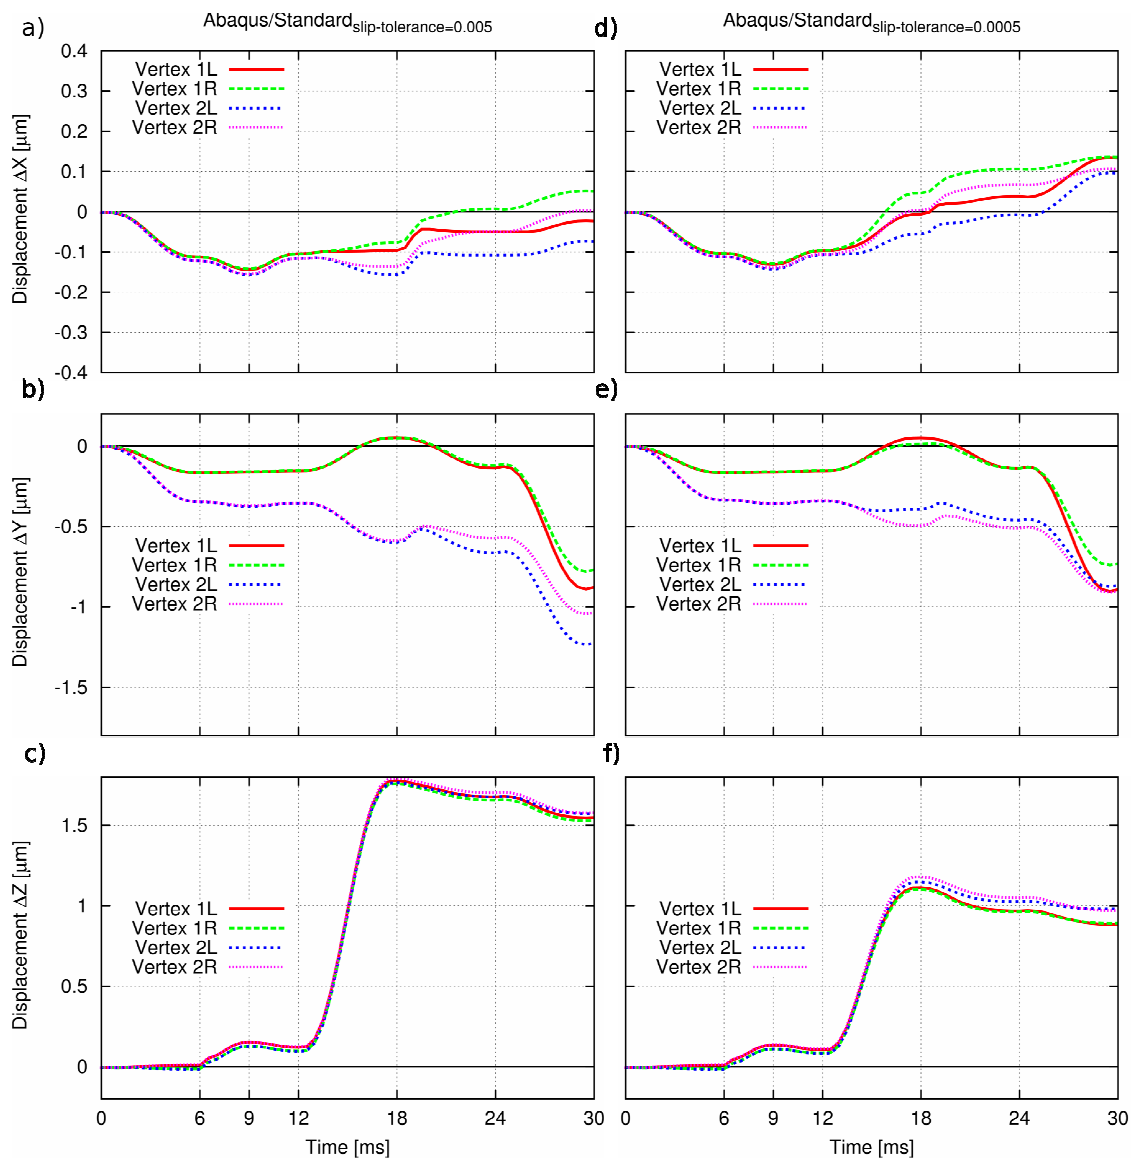 a)
Abaqus/Standard slip-tolerance=0.005
d)
Abaqus/Standard slip-tolerance=0.0005
Displacement ΔX [μm]
0.4
0.3
0.2
0.1
0
-0.1
-0.2
-0.3
-0.4
Vertex 1L
Vertex 1R
Vertex 2L
Vertex 2R
Vertex 1L
Vertex 1R
Vertex 2L
Vertex 2R
b)
e)
Displacement ΔY [μm]
0
-0.5
-1
-1.5
Vertex 1L
Vertex 1R
Vertex 2L
Vertex 2R
Vertex 1L
Vertex 1R
Vertex 2L
Vertex 2R
c)
f)
Displacement ΔZ [μm]
1.5
1
0.5
0
Vertex 1L
Vertex 1R
Vertex 2L
Vertex 2R
Vertex 1L
Vertex 1R
Vertex 2L
Vertex 2R
0 6 9 12 18 24 30
0 6 9 12 18 24 30
Time [ms]
Time [ms]